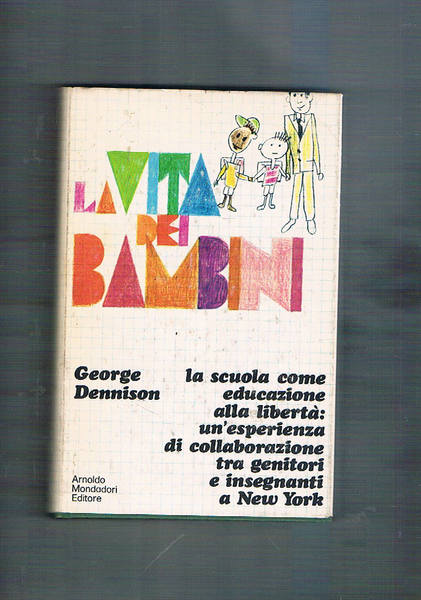 LA VITA
DEI
BAMBINI
George
Dennison
la scuola come
educazione
alla libertà:
un'esperienza
di collaborazione
tra genitori
e insegnanti
a New York
Arnoldo
Mondadori
Editore